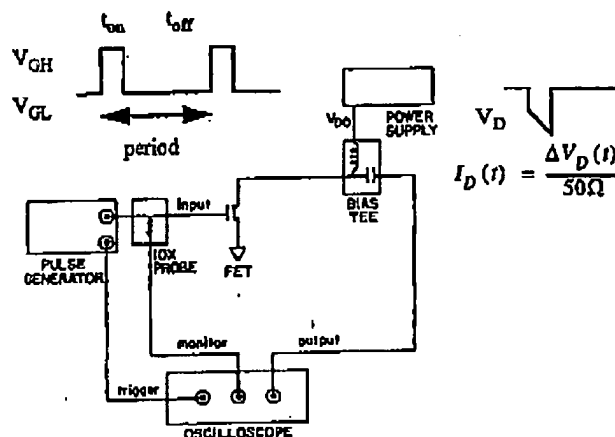 t_on t_off
V_GH
V_GL
period
POWER
SUPPLY
V_DD
V_D
I_D(t) = ΔV_D(t) / 50Ω
BIAS
TEE
input
10X
PROBE
FET
PULSE
GENERATOR
monitor
output
trigger
OSCILLOSCOPE